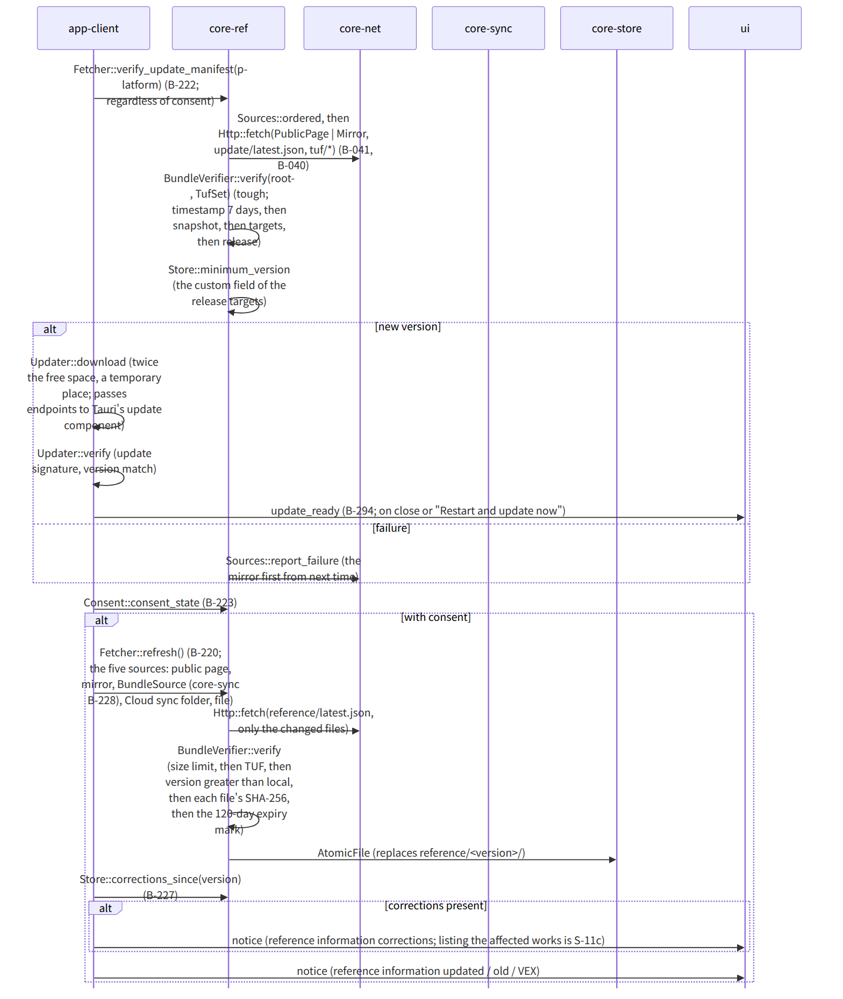 app-client
core-ref
core-net
core-sync
core-store
ui
Fetcher::verify_update_manifest(p-
latform) (B-222;
regardless of consent)
Sources::ordered, then
Http::fetch(PublicPage | Mirror,
update/latest.json, tuf/*) (B-041,
B-040)
BundleVerifier::verify(root-
, TufSet) (tough;
timestamp 7 days, then
snapshot, then targets,
then release)
Store::minimum_version
(the custom field of the
release targets)
alt
[new version]
Updater::download (twice
the free space, a temporary
place; passes
endpoints to Tauri's update
component)
Updater::verify (update
signature, version match)
update_ready (B-294; on close or "Restart and update now")
[failure]
Sources::report_failure (the
mirror first from next time)
Consent::consent_state (B-223)
alt
[with consent]
Fetcher::refresh() (B-220;
the five sources: public page,
mirror, BundleSource (core-sync
B-228), Cloud sync folder, file)
Http::fetch(reference/latest.json,
only the changed files)
BundleVerifier::verify
(size limit, then TUF, then
version greater than local,
then each file's SHA-256,
then the 120-day expiry
mark)
AtomicFile (replaces reference/<version>/)
Store::corrections_since(version)
(B-227)
alt
[corrections present]
notice (reference information corrections; listing the affected works is S-11c)
notice (reference information updated / old / VEX)